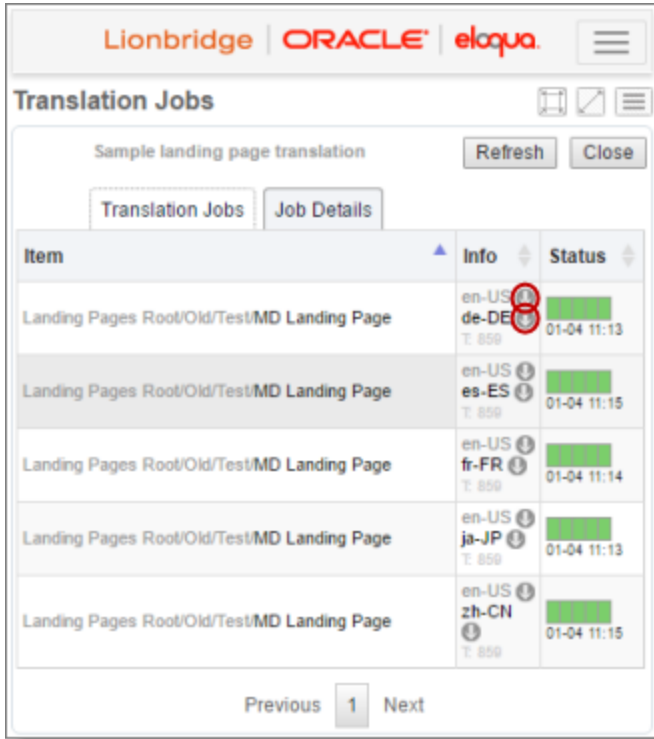 Lionbridge | ORACLE | eloqua.
Translation Jobs
Sample landing page translation Refresh Close
Translation Jobs Job Details
Item Info Status
Landing Pages Root/Old/Test/MD Landing Page
en-US
de-DE
T: 859
01-04 11:13
Landing Pages Root/Old/Test/MD Landing Page
en-US
es-ES
T: 859
01-04 11:15
Landing Pages Root/Old/Test/MD Landing Page
en-US
fr-FR
T: 859
01-04 11:14
Landing Pages Root/Old/Test/MD Landing Page
en-US
ja-JP
T: 859
01-04 11:13
Landing Pages Root/Old/Test/MD Landing Page
en-US
zh-CN
T: 859
01-04 11:15
Previous 1 Next